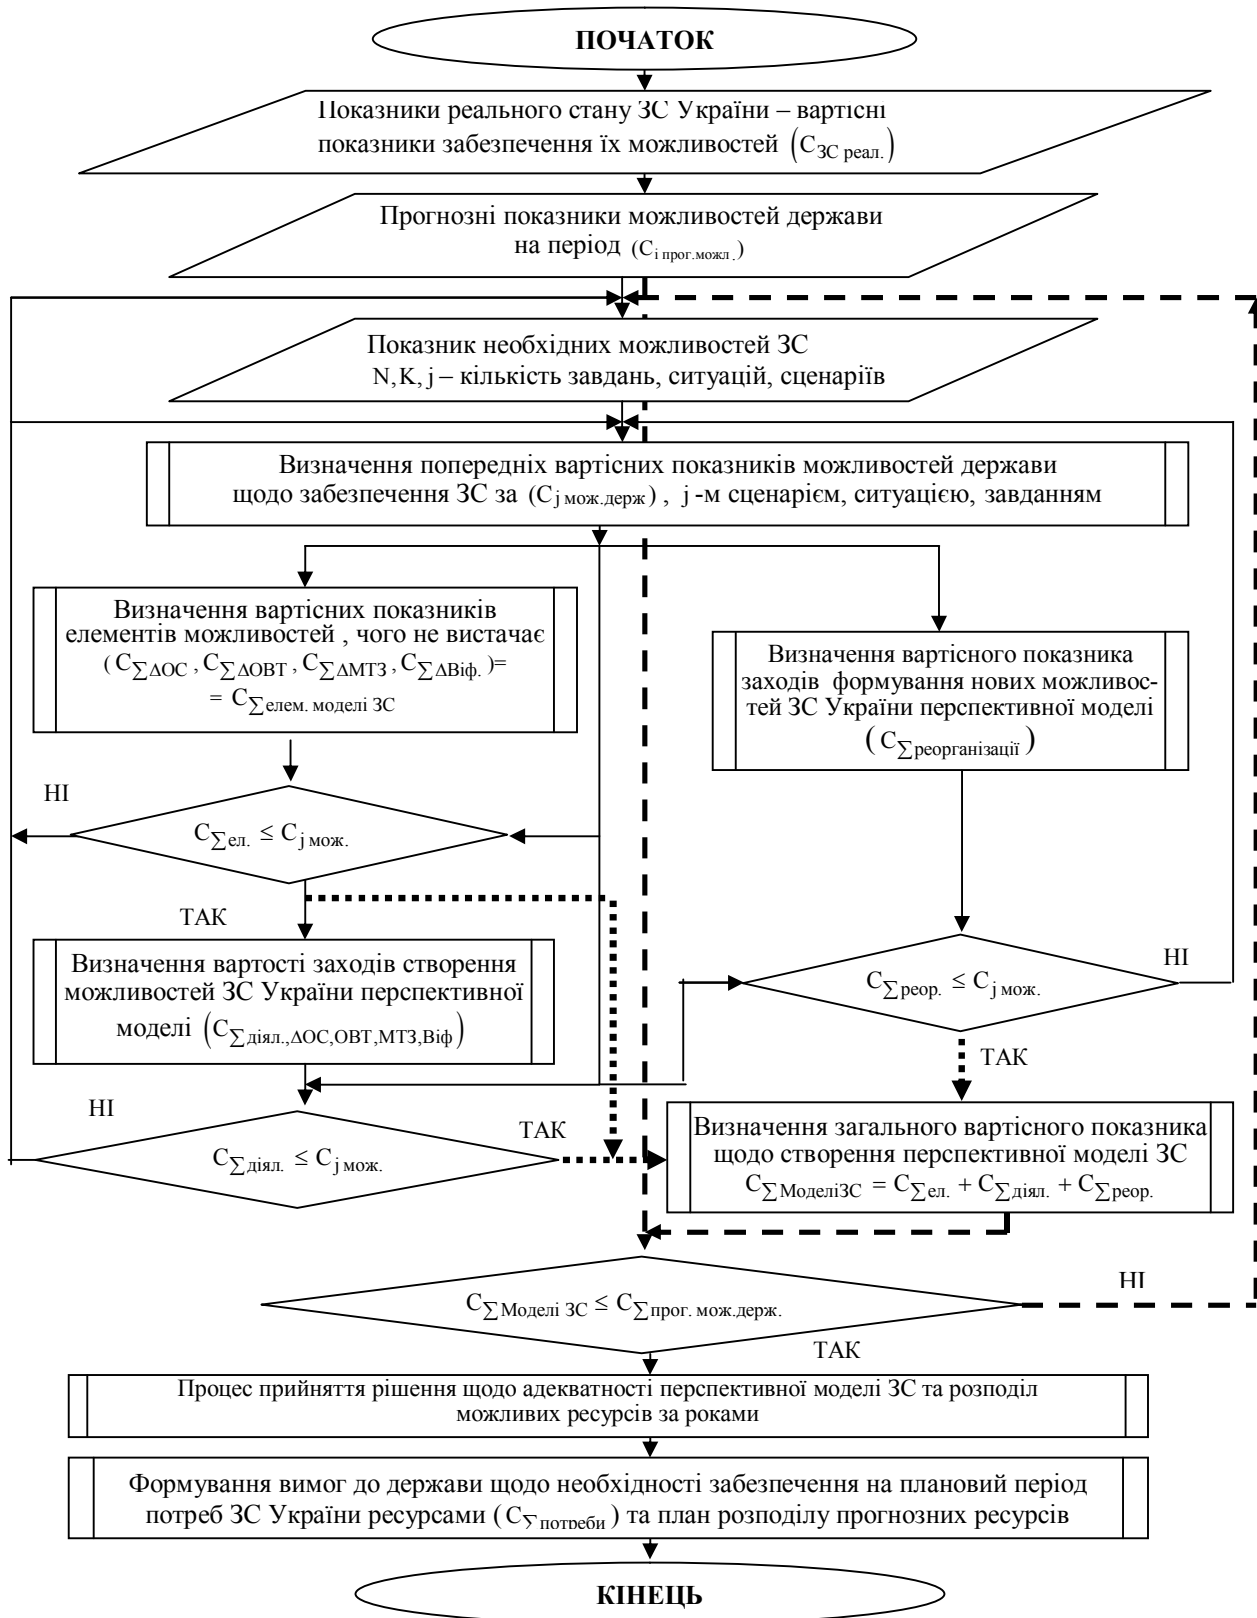 ПОЧАТОК
Показники реального стану ЗС України – вартісні
показники забезпечення їх можливостей (C ЗС реал.)
Прогнозні показники можливостей держави
на період (C і прог.можл.)
Показник необхідних можливостей ЗС
N,K,j – кількість завдань, ситуацій, сценаріїв
Визначення попередніх вартісних показників можливостей держави
щодо забезпечення ЗС за (C j мож.держ) , j -м сценарієм, ситуацією, завданням
Визначення вартісних показників
елементів можливостей , чого не вистачає
( C ∑ΔОС , C ∑ΔОВТ , C ∑ΔМТЗ , C ∑ΔВіф. )=
= C ∑елем. моделі ЗС
Визначення вартісного показника
заходів формування нових можливос-
тей ЗС України перспективної моделі
( C ∑реорганізації )
НІ
C ∑ел. ≤ C j мож.
ТАК
Визначення вартості заходів створення
можливостей ЗС України перспективної
моделі (C ∑діял.,ΔОС,ОВТ,МТЗ,Віф)
НІ
C ∑реор. ≤ C j мож.
ТАК
НІ
C ∑діял. ≤ C j мож.
ТАК
Визначення загального вартісного показника
щодо створення перспективної моделі ЗС
C ∑МоделіЗС = C ∑ел. + C ∑діял. + C ∑реор.
C ∑Моделі ЗС ≤ C ∑прог. мож.держ.
НІ
ТАК
Процес прийняття рішення щодо адекватності перспективної моделі ЗС та розподіл
можливих ресурсів за роками
Формування вимог до держави щодо необхідності забезпечення на плановий період
потреб ЗС України ресурсами ( C ∑потреби ) та план розподілу прогнозних ресурсів
КІНЕЦЬ